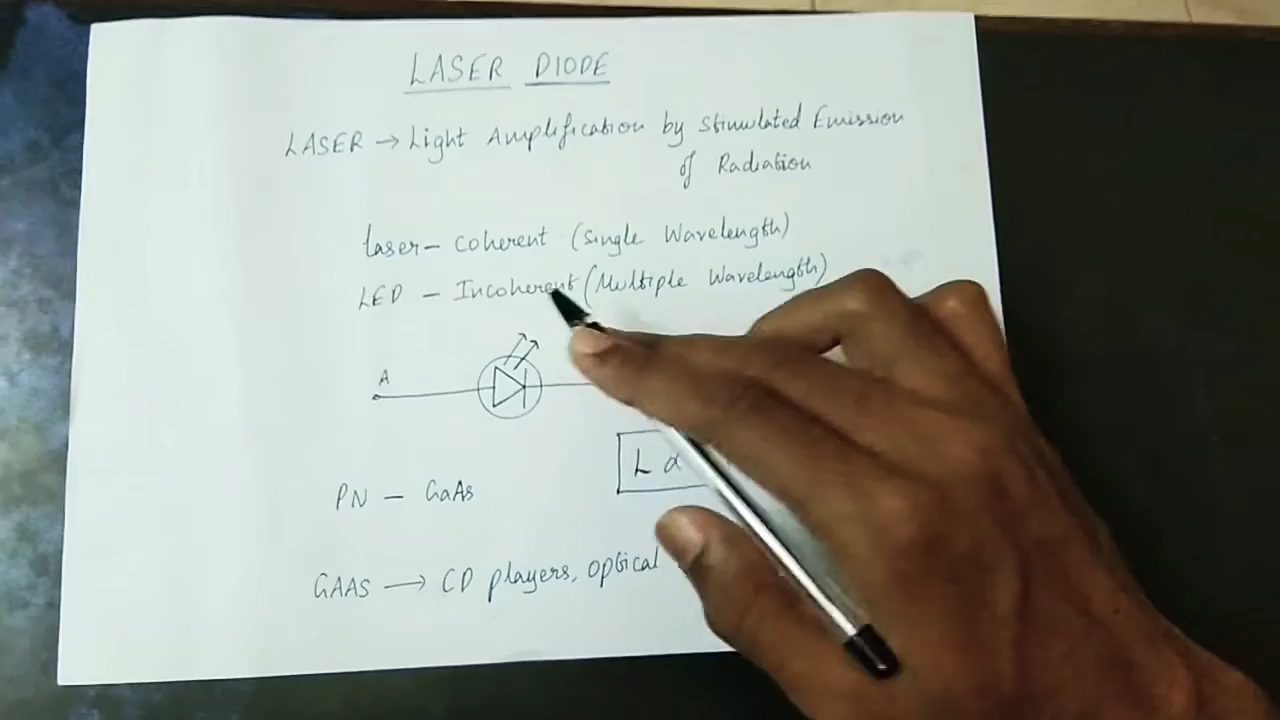 LASER DIODE
LASER → Light Amplification by Stimulated Emission
of Radiation
laser – Coherent (Single Wavelength)
LED – Incoherent (Multiple Wavelength)
A
L α
PN – GaAs
GAAS → CD players, optical